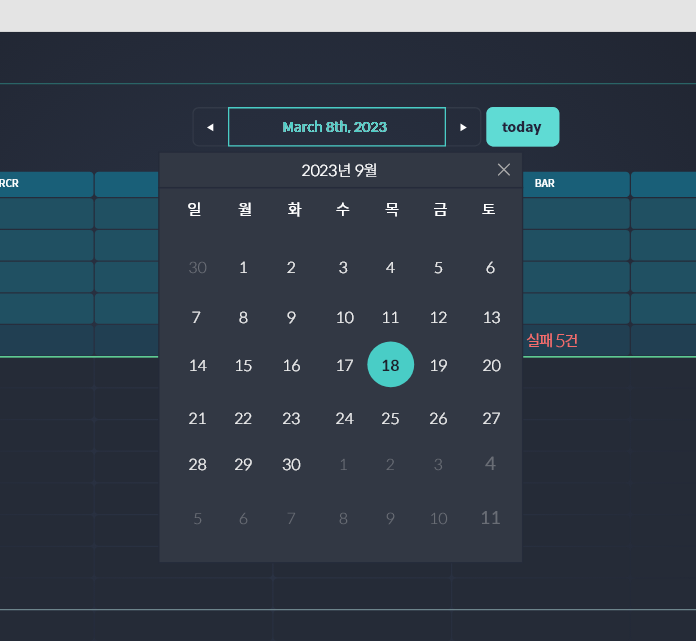 ◀ March 8th, 2023 ▶ today
2023년 9월
RCR BAR
일 월 화 수 목 금 토
30 1 2 3 4 5 6
7 8 9 10 11 12 13
실패 5건
14 15 16 17 18 19 20
21 22 23 24 25 26 27
28 29 30 1 2 3 4
5 6 7 8 9 10 11